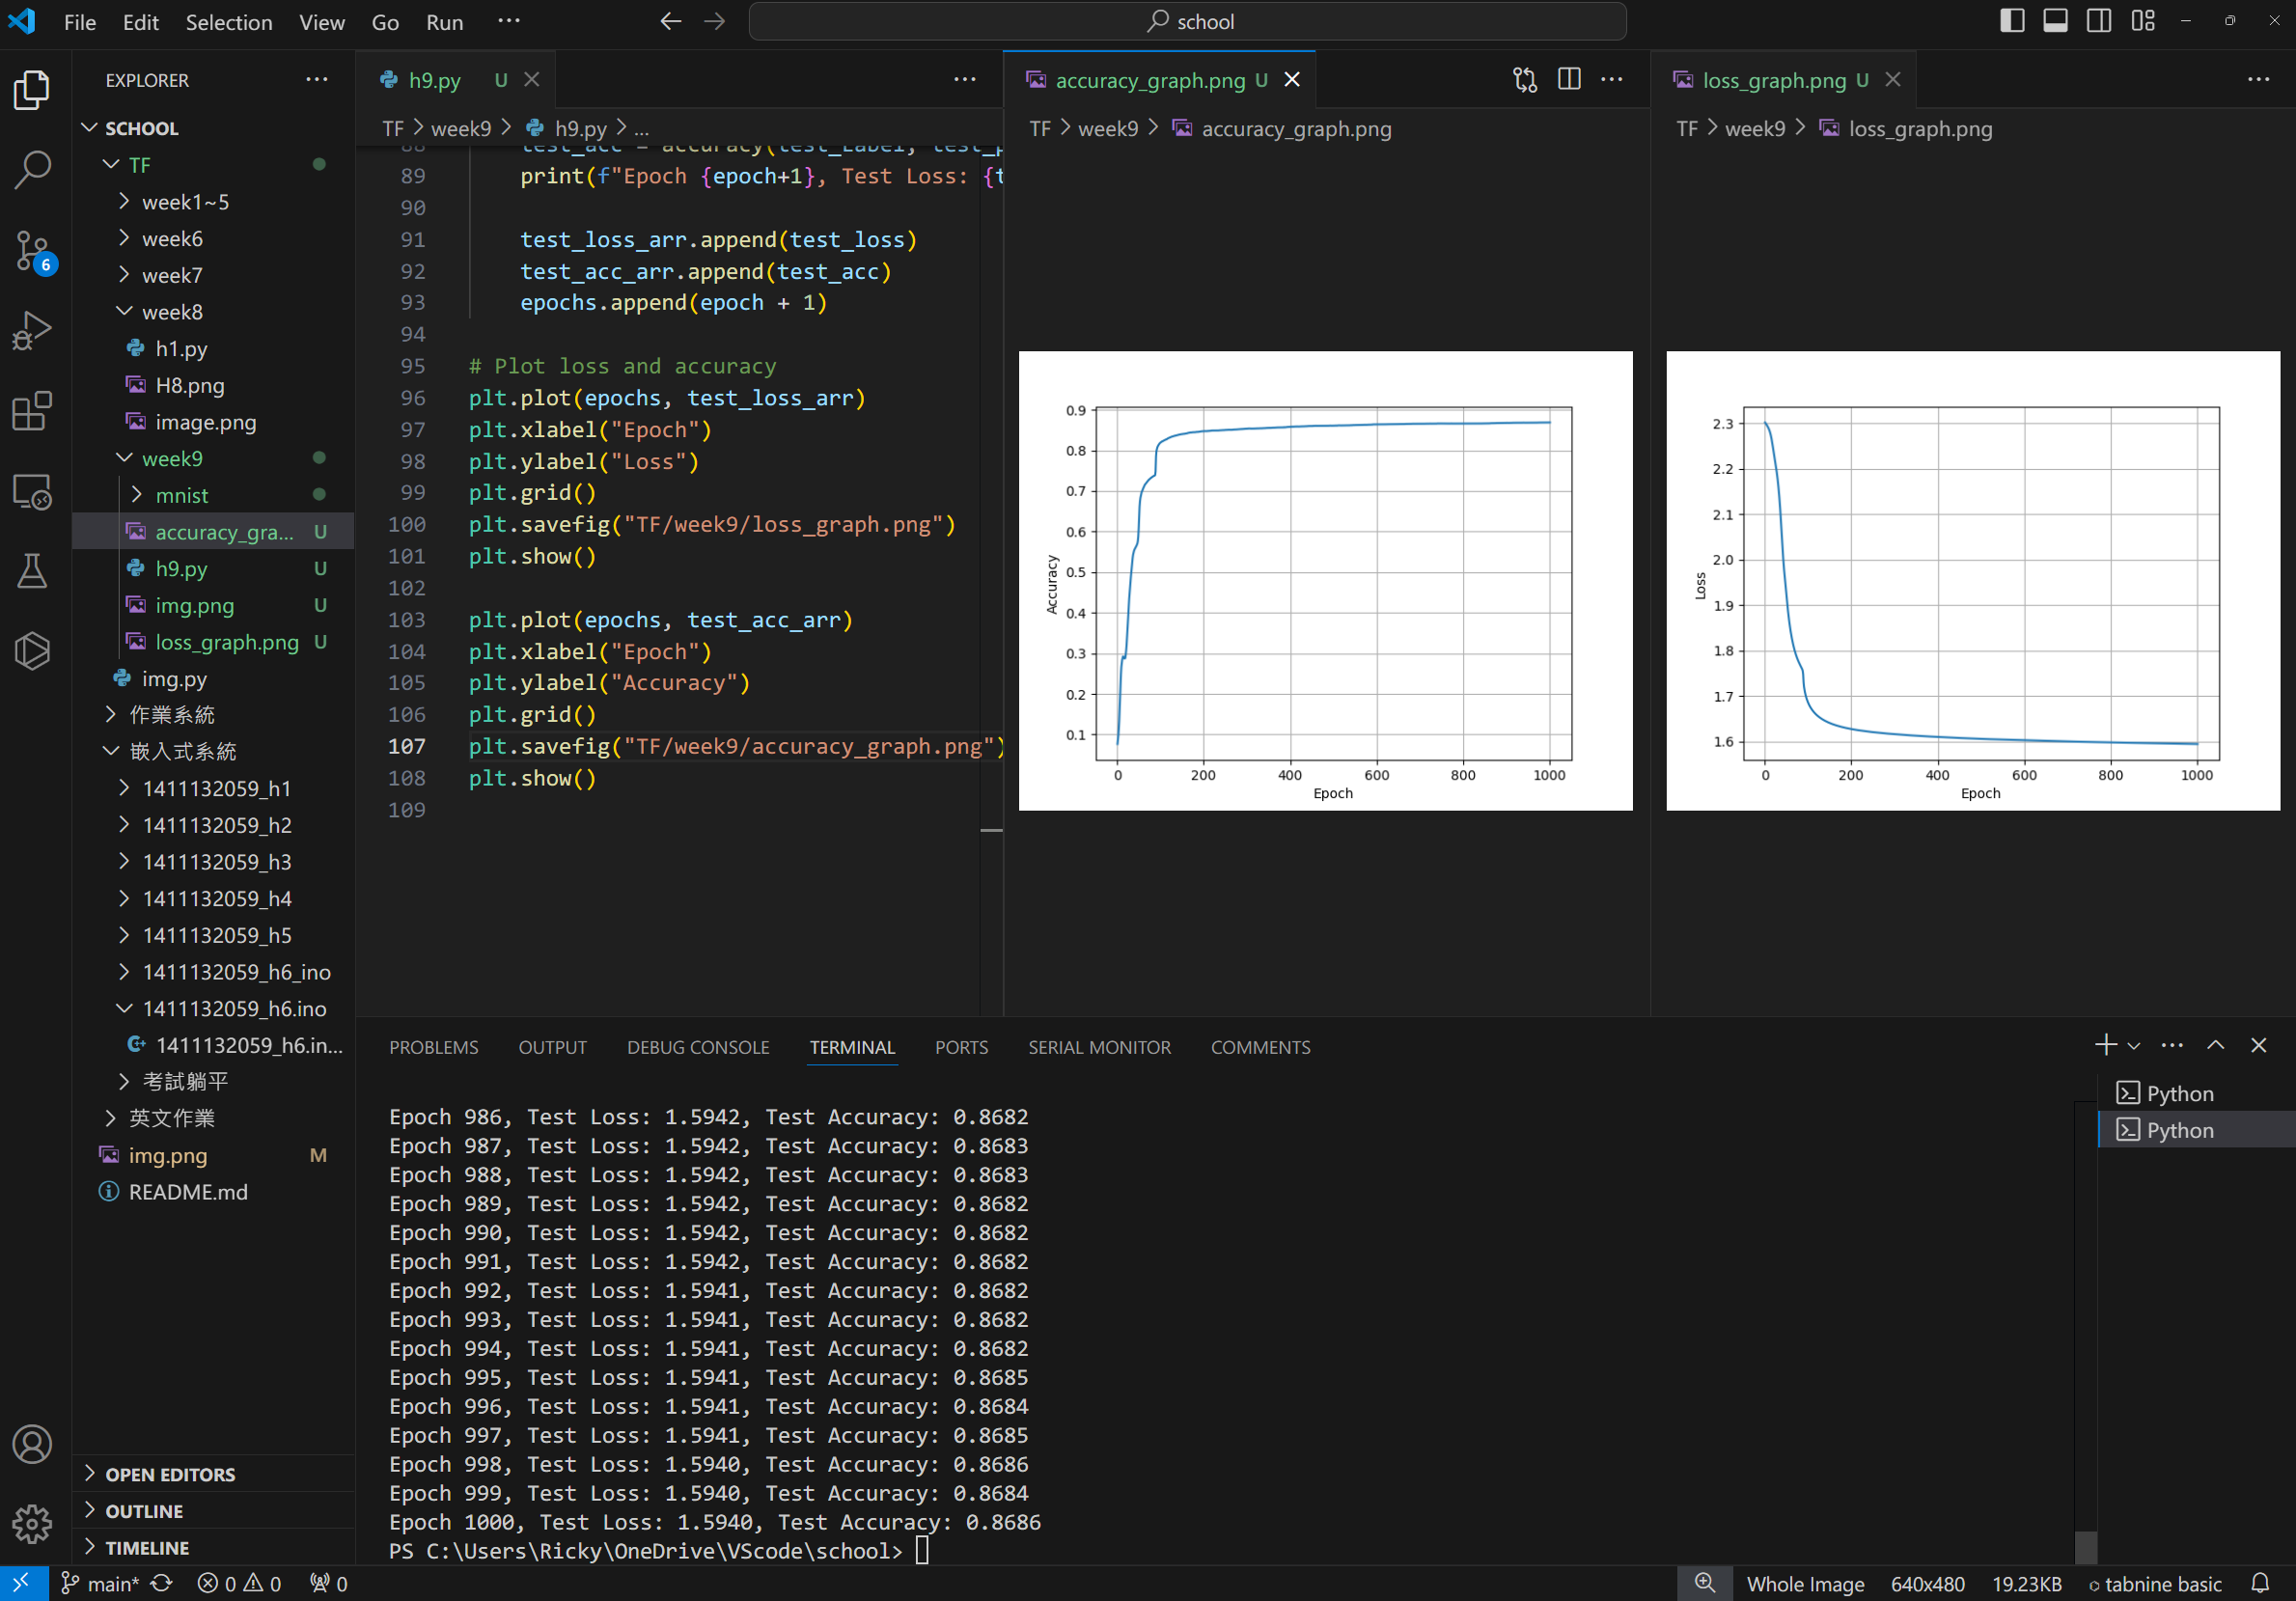 File Edit Selection View Go Run ...
school
EXPLORER
SCHOOL
TF
week1~5
week6
week7
week8
h1.py
H8.png
image.png
week9
mnist
accuracy_gra... U
h9.py U
img.png U
loss_graph.png U
img.py
作業系統
嵌入式系統
1411132059_h1
1411132059_h2
1411132059_h3
1411132059_h4
1411132059_h5
1411132059_h6_ino
1411132059_h6.ino
1411132059_h6.in...
考試躺平
英文作業
img.png M
README.md
OPEN EDITORS
OUTLINE
TIMELINE
6
h9.py U
TF > week9 > h9.py > ...
88 test_acc = accuracy(test_Label, test_p
89 print(f"Epoch {epoch+1}, Test Loss: {t
90
91 test_loss_arr.append(test_loss)
92 test_acc_arr.append(test_acc)
93 epochs.append(epoch + 1)
94
95 # Plot loss and accuracy
96 plt.plot(epochs, test_loss_arr)
97 plt.xlabel("Epoch")
98 plt.ylabel("Loss")
99 plt.grid()
100 plt.savefig("TF/week9/loss_graph.png")
101 plt.show()
102
103 plt.plot(epochs, test_acc_arr)
104 plt.xlabel("Epoch")
105 plt.ylabel("Accuracy")
106 plt.grid()
107 plt.savefig("TF/week9/accuracy_graph.png")
108 plt.show()
109
accuracy_graph.png U
TF > week9 > accuracy_graph.png
0.9
0.8
0.7
0.6
0.5
0.4
0.3
0.2
0.1
Accuracy
0 200 400 600 800 1000
Epoch
loss_graph.png U
TF > week9 > loss_graph.png
2.3
2.2
2.1
2.0
1.9
1.8
1.7
1.6
Loss
0 200 400 600 800 1000
Epoch
PROBLEMS OUTPUT DEBUG CONSOLE TERMINAL PORTS SERIAL MONITOR COMMENTS
Epoch 986, Test Loss: 1.5942, Test Accuracy: 0.8682
Epoch 987, Test Loss: 1.5942, Test Accuracy: 0.8683
Epoch 988, Test Loss: 1.5942, Test Accuracy: 0.8683
Epoch 989, Test Loss: 1.5942, Test Accuracy: 0.8682
Epoch 990, Test Loss: 1.5942, Test Accuracy: 0.8682
Epoch 991, Test Loss: 1.5942, Test Accuracy: 0.8682
Epoch 992, Test Loss: 1.5941, Test Accuracy: 0.8682
Epoch 993, Test Loss: 1.5941, Test Accuracy: 0.8682
Epoch 994, Test Loss: 1.5941, Test Accuracy: 0.8682
Epoch 995, Test Loss: 1.5941, Test Accuracy: 0.8685
Epoch 996, Test Loss: 1.5941, Test Accuracy: 0.8684
Epoch 997, Test Loss: 1.5941, Test Accuracy: 0.8685
Epoch 998, Test Loss: 1.5940, Test Accuracy: 0.8686
Epoch 999, Test Loss: 1.5940, Test Accuracy: 0.8684
Epoch 1000, Test Loss: 1.5940, Test Accuracy: 0.8686
PS C:\Users\Ricky\OneDrive\VScode\school>
Python
Python
main* 0 0 0
Whole Image 640x480 19.23KB tabnine basic